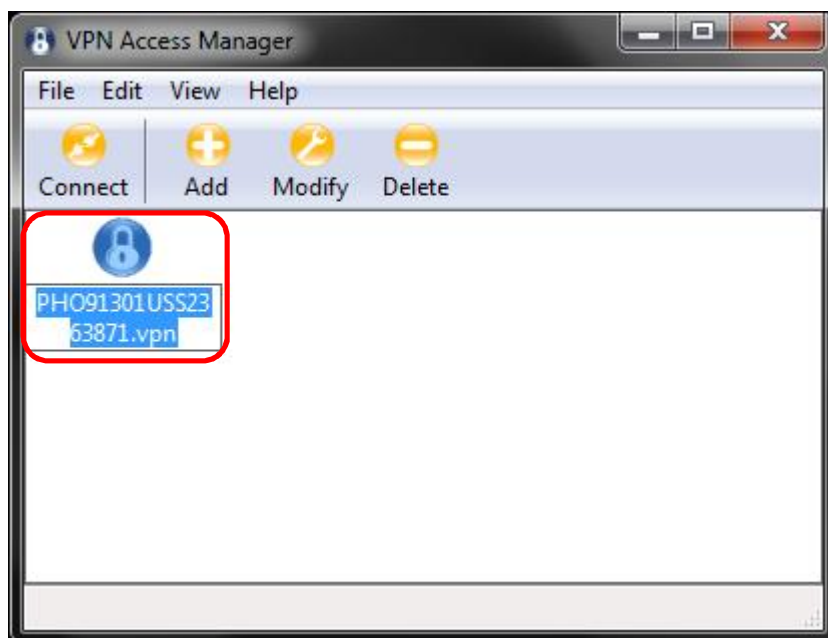 VPN Access Manager
File Edit View Help
Connect Add Modify Delete
PHO91301USS23
63871.vpn